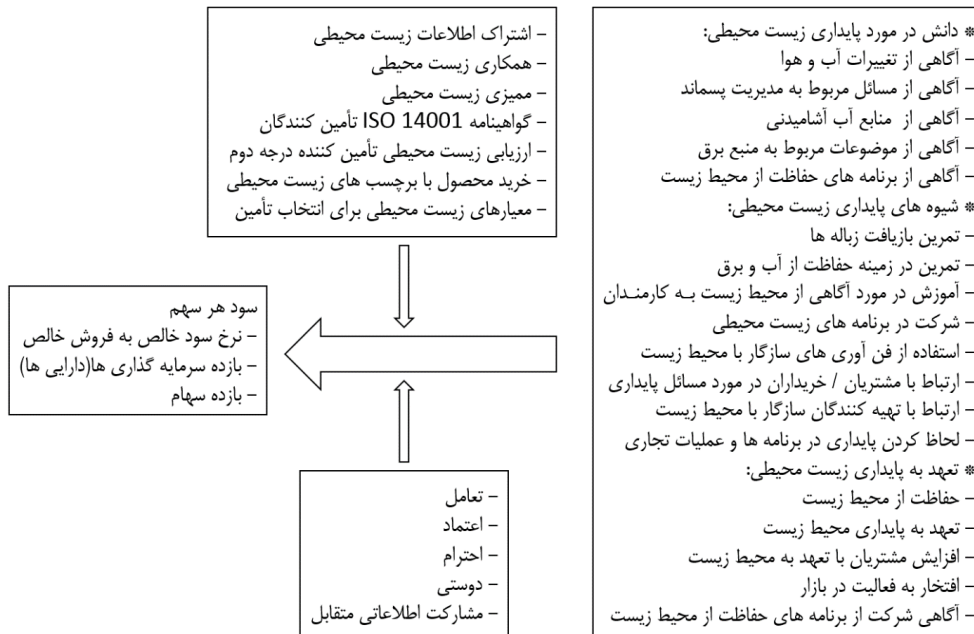 * دانش در مورد پایداری زیست محیطی:
- آگاهی از تغییرات آب و هوا
- آگاهی از مسائل مربوط به مدیریت پسماند
- آگاهی از منابع آب آشامیدنی
- آگاهی از موضوعات مربوط به منبع برق
- آگاهی از برنامه های حفاظت از محیط زیست
* شیوه های پایداری زیست محیطی:
- تمرین بازیافت زباله ها
- تمرین در زمینه حفاظت از آب و برق
- آموزش در مورد آگاهی از محیط زیست به کارمندان
- شرکت در برنامه های زیست محیطی
- استفاده از فن آوری های سازگار با محیط زیست
- ارتباط با مشتریان / خریداران در مورد مسائل پایداری
- ارتباط با تهیه کنندگان سازگار با محیط زیست
- لحاظ کردن پایداری در برنامه ها و عملیات تجاری
* تعهد به پایداری زیست محیطی:
- حفاظت از محیط زیست
- تعهد به پایداری محیط زیست
- افزایش مشتریان با تعهد به محیط زیست
- افتخار به فعالیت در بازار
- آگاهی شرکت از برنامه های حفاظت از محیط زیست
- اشتراک اطلاعات زیست محیطی
- همکاری زیست محیطی
- ممیزی زیست محیطی
- گواهینامه ISO 14001 تأمین کنندگان
- ارزیابی زیست محیطی تأمین کننده درجه دوم
- خرید محصول با برچسب های زیست محیطی
- معیارهای زیست محیطی برای انتخاب تأمین
سود هر سهم
- نرخ سود خالص به فروش خالص
- بازده سرمایه گذاری ها(دارایی ها)
- بازده سهام
- تعامل
- اعتماد
- احترام
- دوستی
- مشارکت اطلاعاتی متقابل